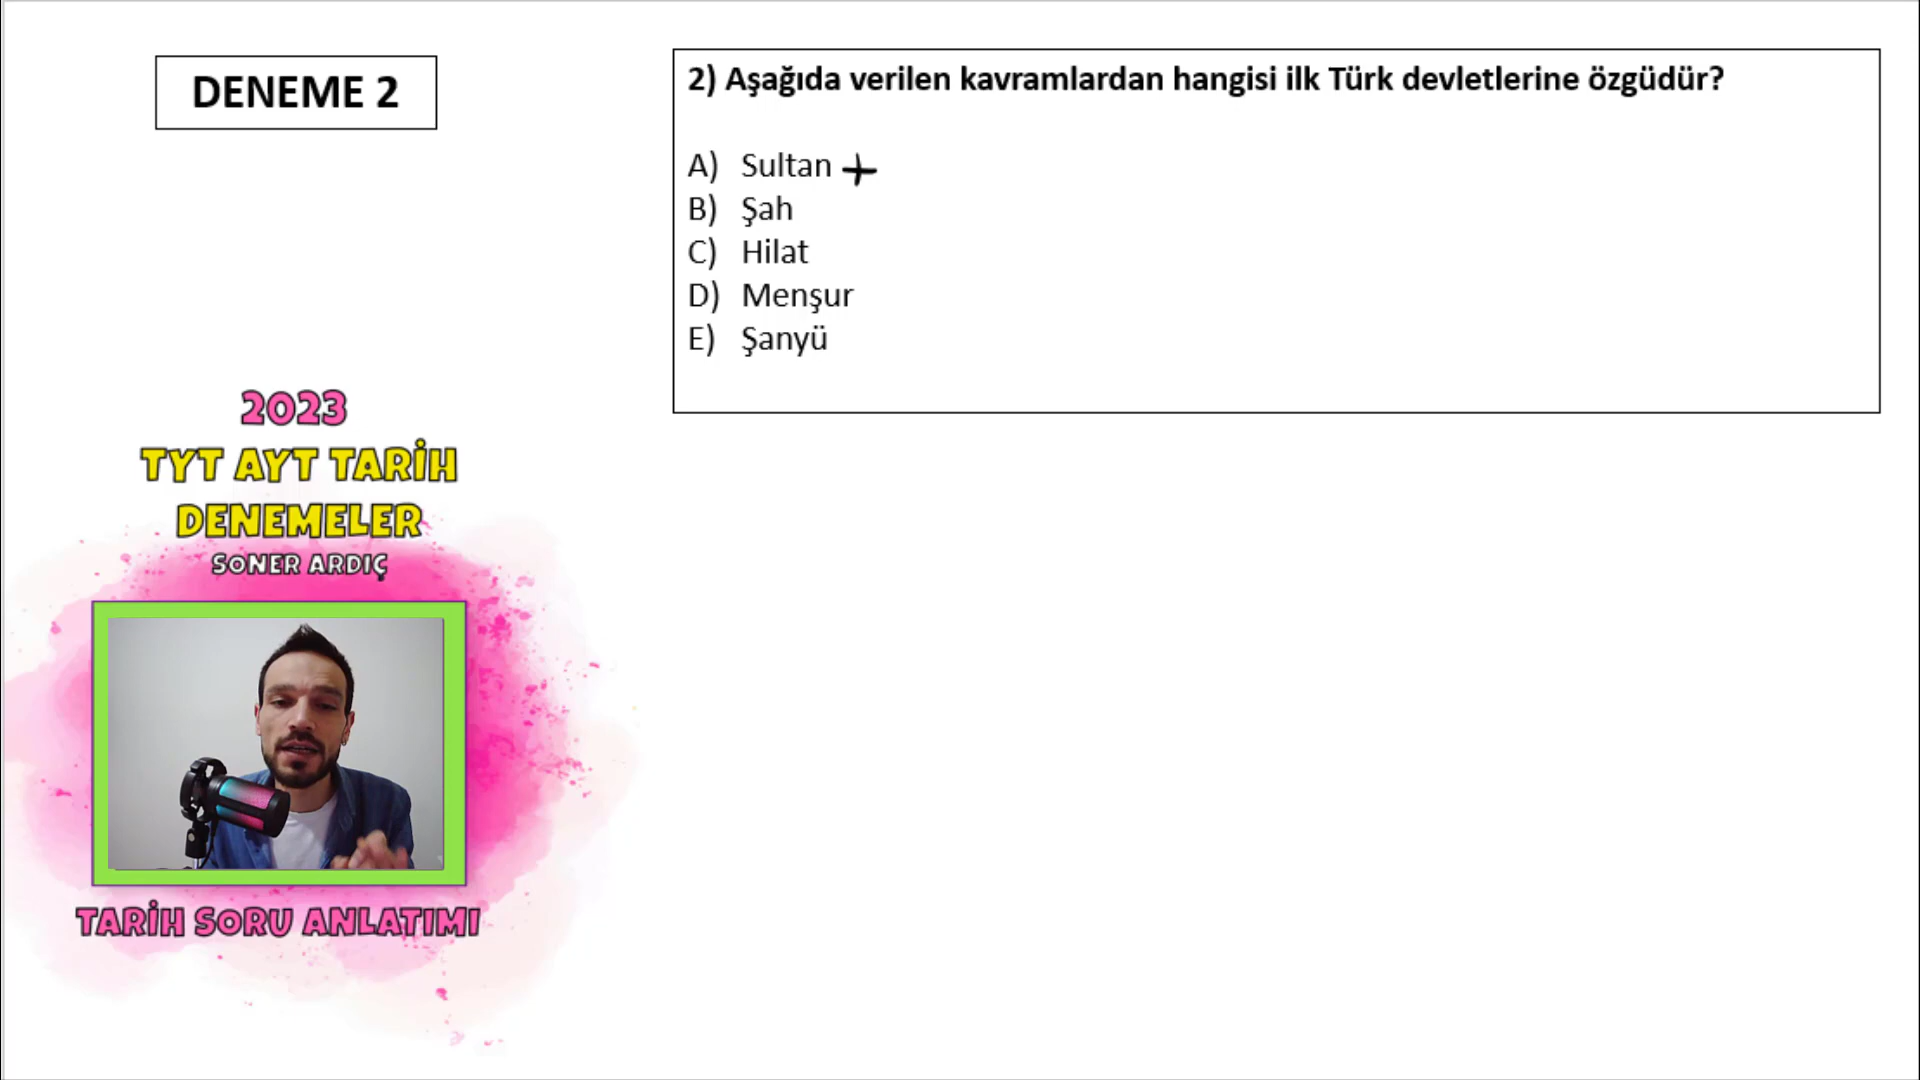 DENEME 2
2) Aşağıda verilen kavramlardan hangisi ilk Türk devletlerine özgüdür?
A) Sultan +
B) Şah
C) Hilat
D) Menşur
E) Şanyü
2023
TYT AYT TARİH
DENEMELER
SONER ARDIÇ
TARİH SORU ANLATIMI